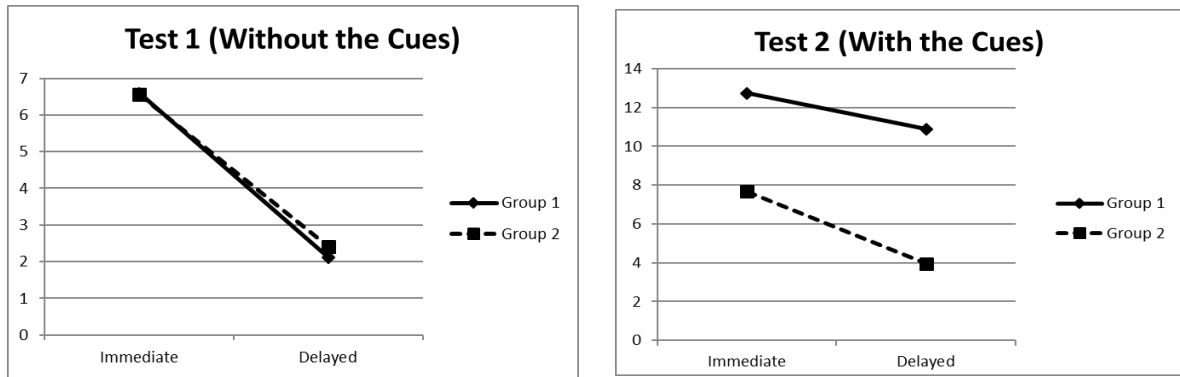 Test 1 (Without the Cues)
7
6
5
4
3
2
1
0
Immediate Delayed
Group 1
Group 2
Test 2 (With the Cues)
14
12
10
8
6
4
2
0
Immediate Delayed
Group 1
Group 2